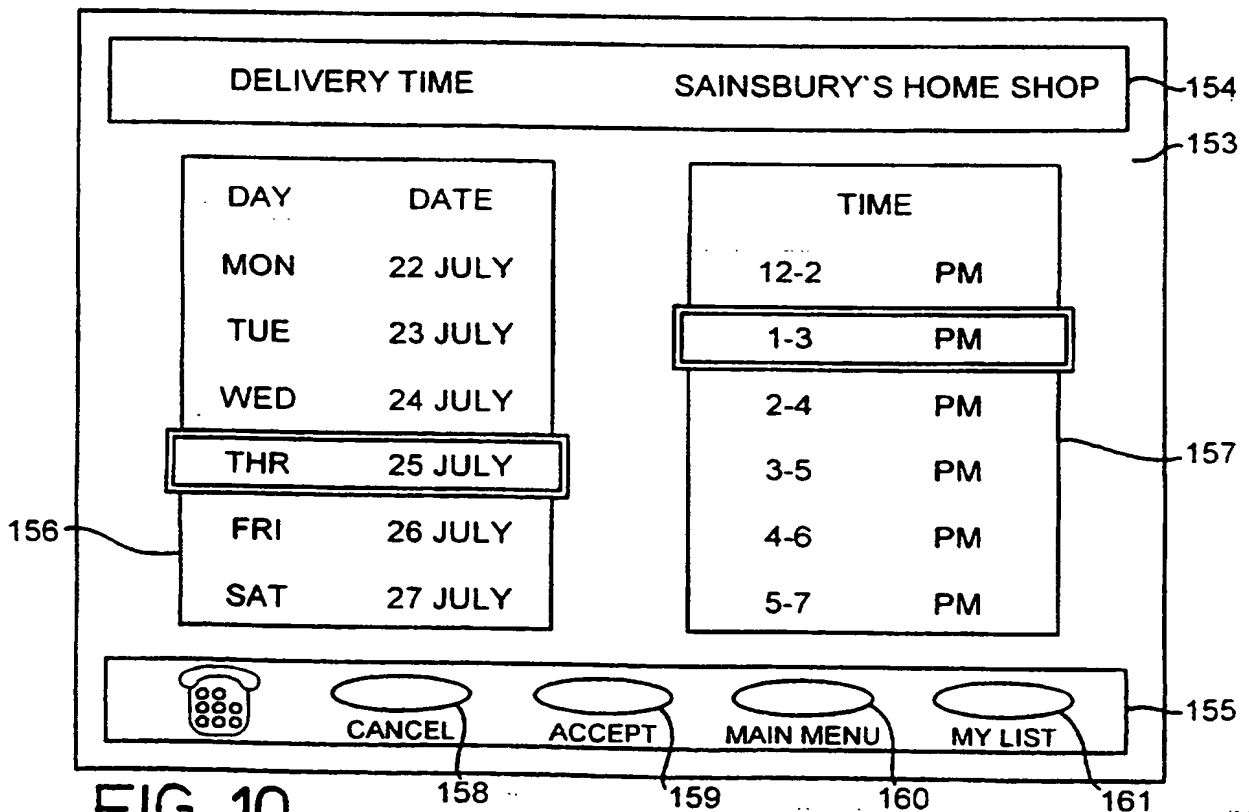 DELIVERY TIME SAINSBURY`S HOME SHOP
154
153
DAY DATE
MON 22 JULY
TUE 23 JULY
WED 24 JULY
THR 25 JULY
FRI 26 JULY
SAT 27 JULY
156
TIME
12-2 PM
1-3 PM
2-4 PM
3-5 PM
4-6 PM
5-7 PM
157
CANCEL ACCEPT MAIN MENU MY LIST
155
158 159 160 161
FIG. 10